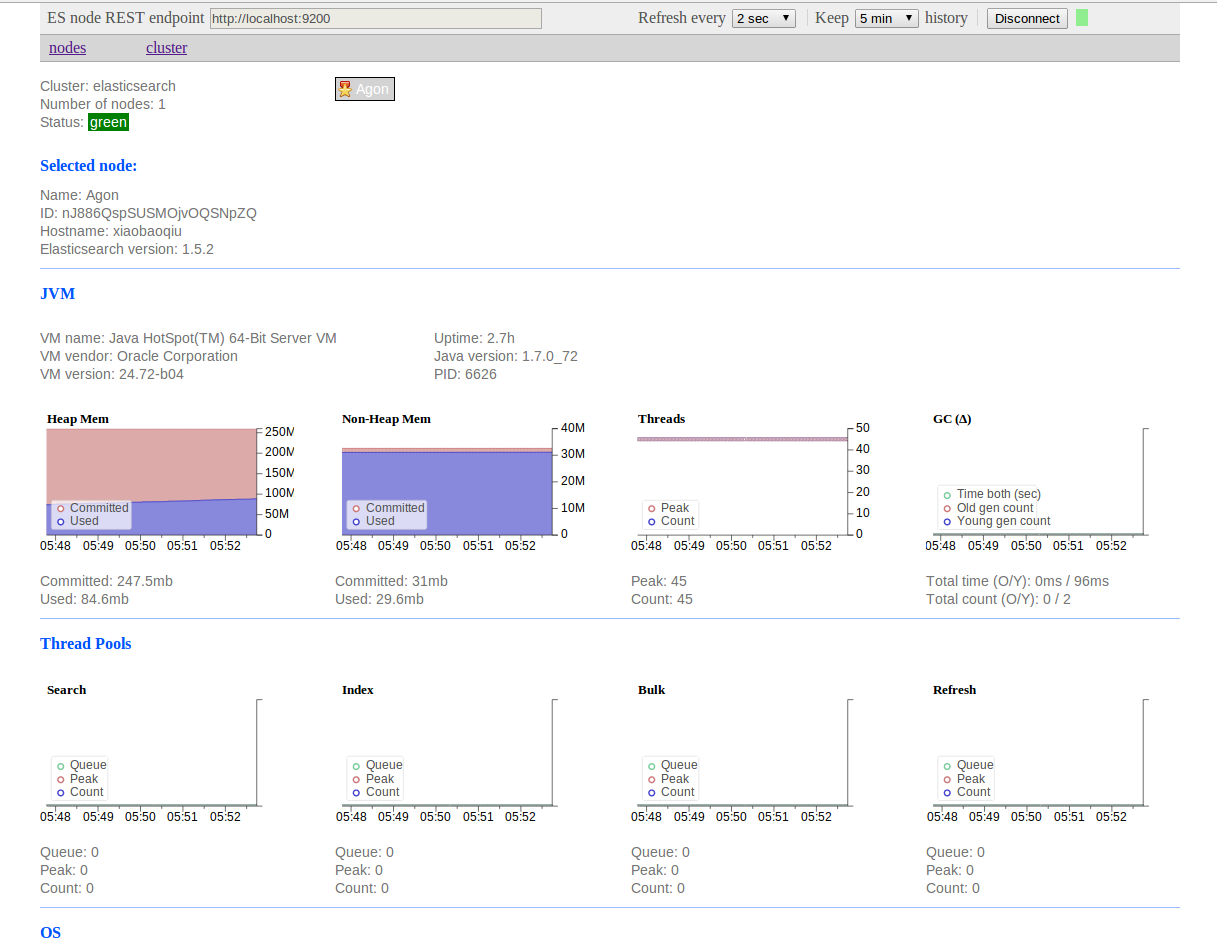 ES node REST endpoint http://localhost:9200 Refresh every 2 sec Keep 5 min history Disconnect
nodes cluster
Cluster: elasticsearch
Number of nodes: 1
Status: green
Agon
Selected node:
Name: Agon
ID: nJ886QspSUSMOjvOQSNpZQ
Hostname: xiaobaoqiu
Elasticsearch version: 1.5.2
JVM
VM name: Java HotSpot(TM) 64-Bit Server VM
VM vendor: Oracle Corporation
VM version: 24.72-b04
Uptime: 2.7h
Java version: 1.7.0_72
PID: 6626
Heap Mem
250M
200M
150M
100M
50M
0
Committed
Used
05:48 05:49 05:50 05:51 05:52
Committed: 247.5mb
Used: 84.6mb
Non-Heap Mem
40M
30M
20M
10M
0
Committed
Used
05:48 05:49 05:50 05:51 05:52
Committed: 31mb
Used: 29.6mb
Threads
50
40
30
20
10
0
Peak
Count
05:48 05:49 05:50 05:51 05:52
Peak: 45
Count: 45
GC (Δ)
Time both (sec)
Old gen count
Young gen count
05:48 05:49 05:50 05:51 05:52
Total time (O/Y): 0ms / 96ms
Total count (O/Y): 0 / 2
Thread Pools
Search
Queue
Peak
Count
05:48 05:49 05:50 05:51 05:52
Queue: 0
Peak: 0
Count: 0
Index
Queue
Peak
Count
05:48 05:49 05:50 05:51 05:52
Queue: 0
Peak: 0
Count: 0
Bulk
Queue
Peak
Count
05:48 05:49 05:50 05:51 05:52
Queue: 0
Peak: 0
Count: 0
Refresh
Queue
Peak
Count
05:48 05:49 05:50 05:51 05:52
Queue: 0
Peak: 0
Count: 0
OS